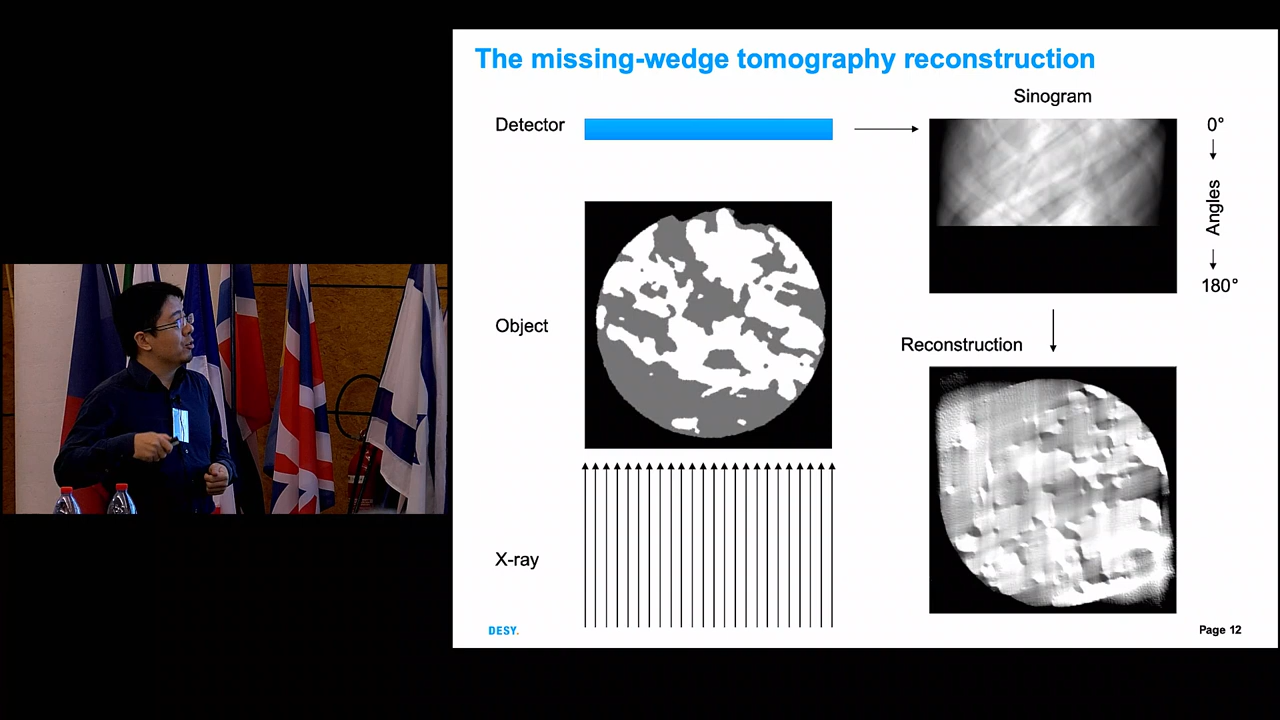 The missing-wedge tomography reconstruction
Sinogram
Detector
0°
Angles
180°
Object
Reconstruction
X-ray
DESY.
Page 12